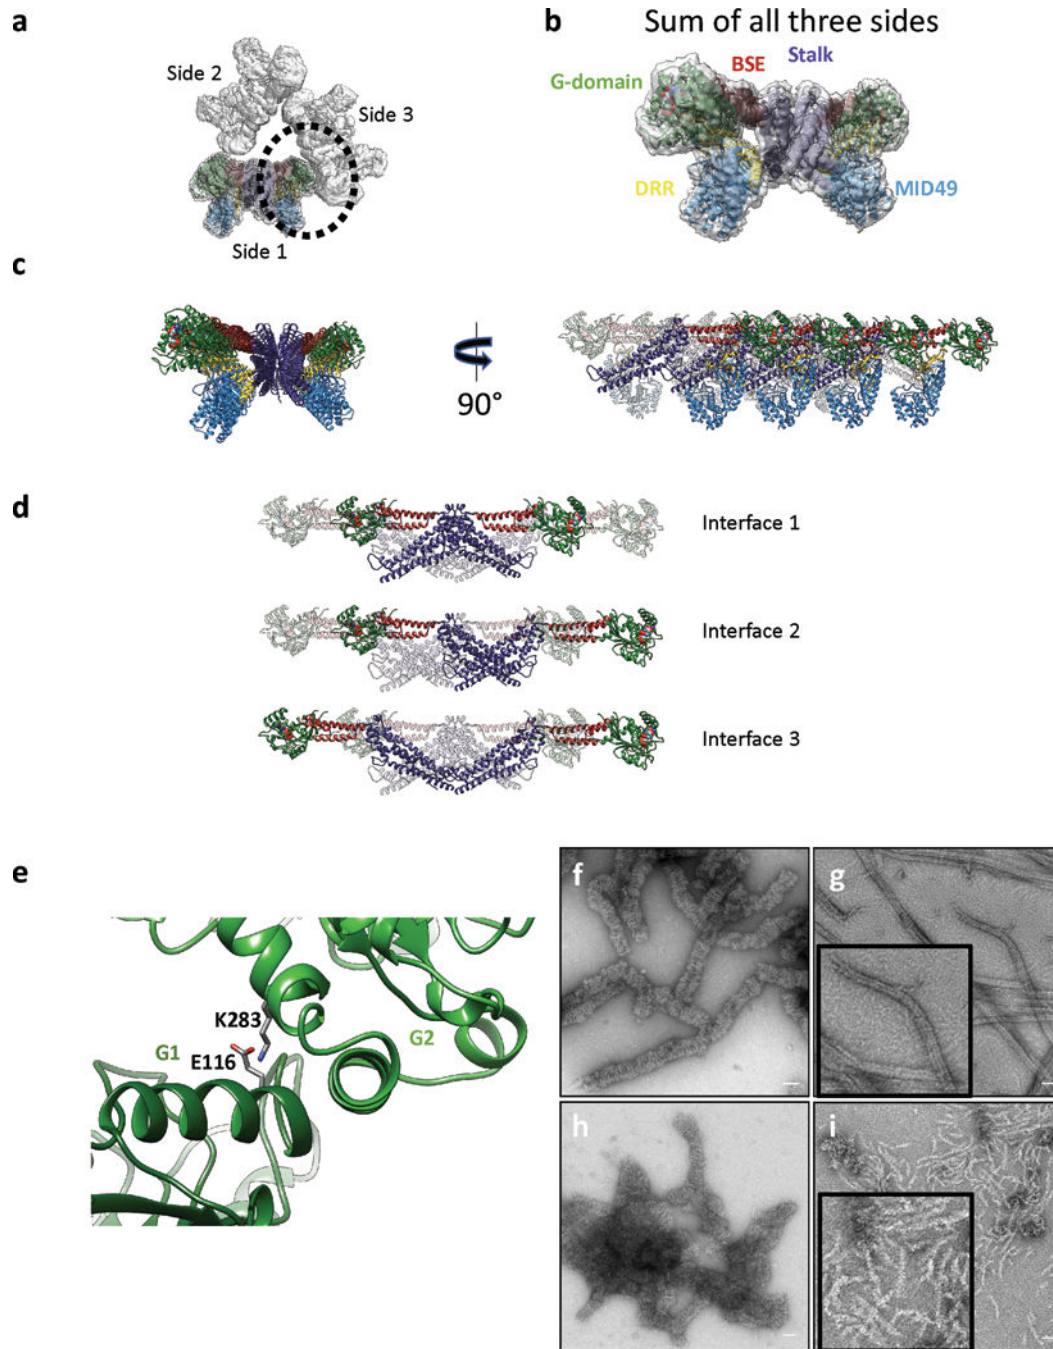 a
Side 2
Side 3
Side 1
b
Sum of all three sides
G-domain
BSE
Stalk
DRR
MID49
c
90°
d
Interface 1
Interface 2
Interface 3
e
K283
G1
E116
G2
f
g
h
i